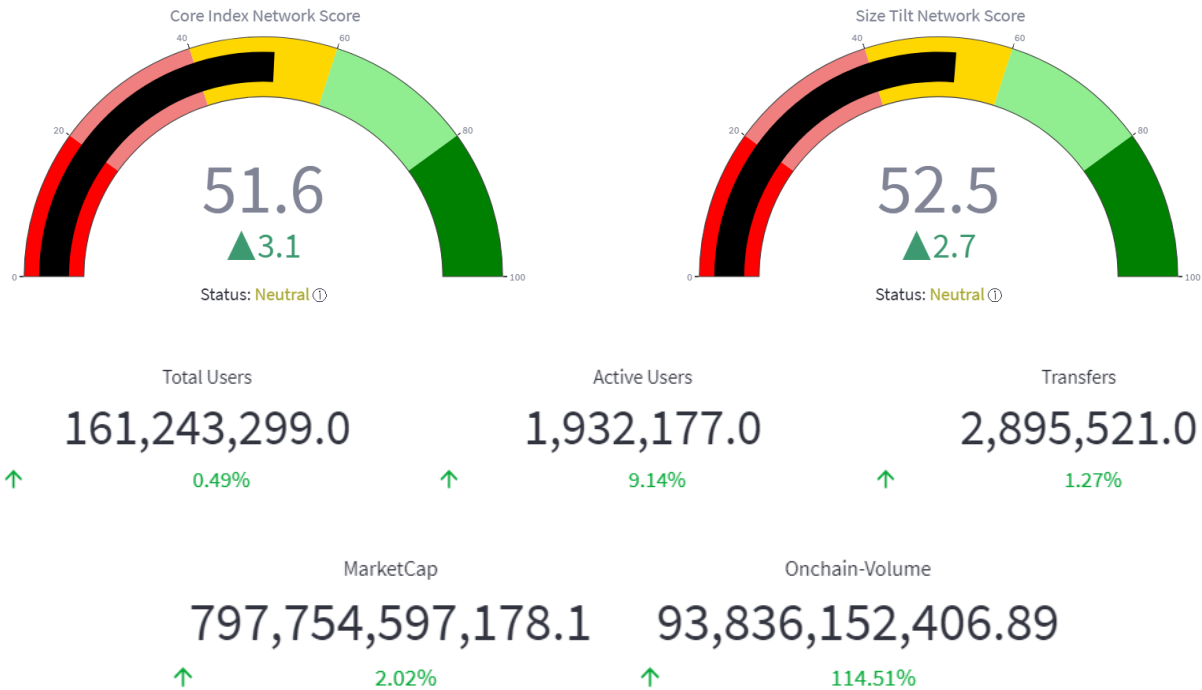 Core Index Network Score
0
20
40
60
80
100
51.6
▲3.1
Status: Neutral ⓘ
Size Tilt Network Score
0
20
40
60
80
100
52.5
▲2.7
Status: Neutral ⓘ
Total Users
161,243,299.0
↑ 0.49%
Active Users
1,932,177.0
↑ 9.14%
Transfers
2,895,521.0
↑ 1.27%
MarketCap
797,754,597,178.1
↑ 2.02%
Onchain-Volume
93,836,152,406.89
↑ 114.51%